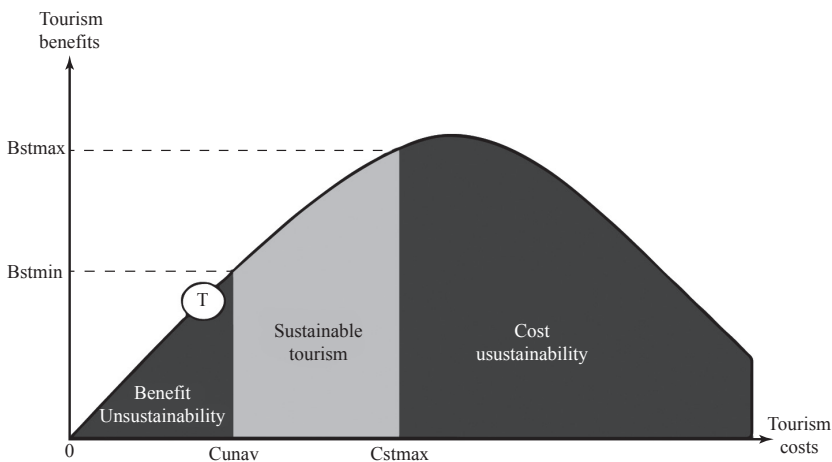 Tourism
benefits
Bstmax
Bstmin
T
Sustainable
tourism
Cost
usustainability
Benefit
Unsustainability
0
Cunav
Cstmax
Tourism
costs